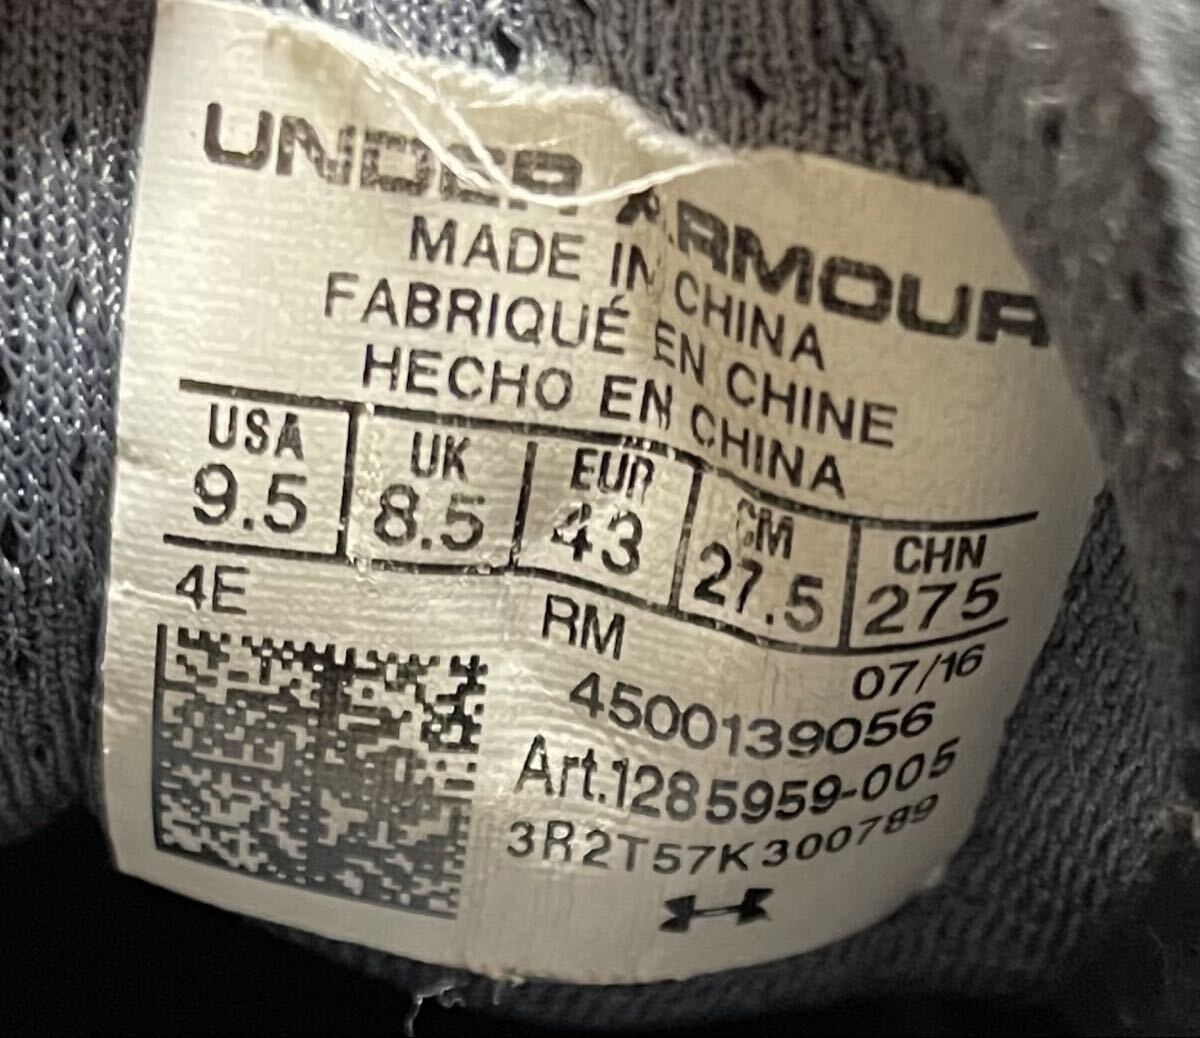 UNDER ARMOUR
MADE IN CHINA
FABRIQUÉ EN CHINE
HECHO EN CHINA
USA UK EUR CM CHN
9.5 8.5 43 27.5 275
4E RM 07/16
4500139056
Art.1285959-005
3R2T57K300789